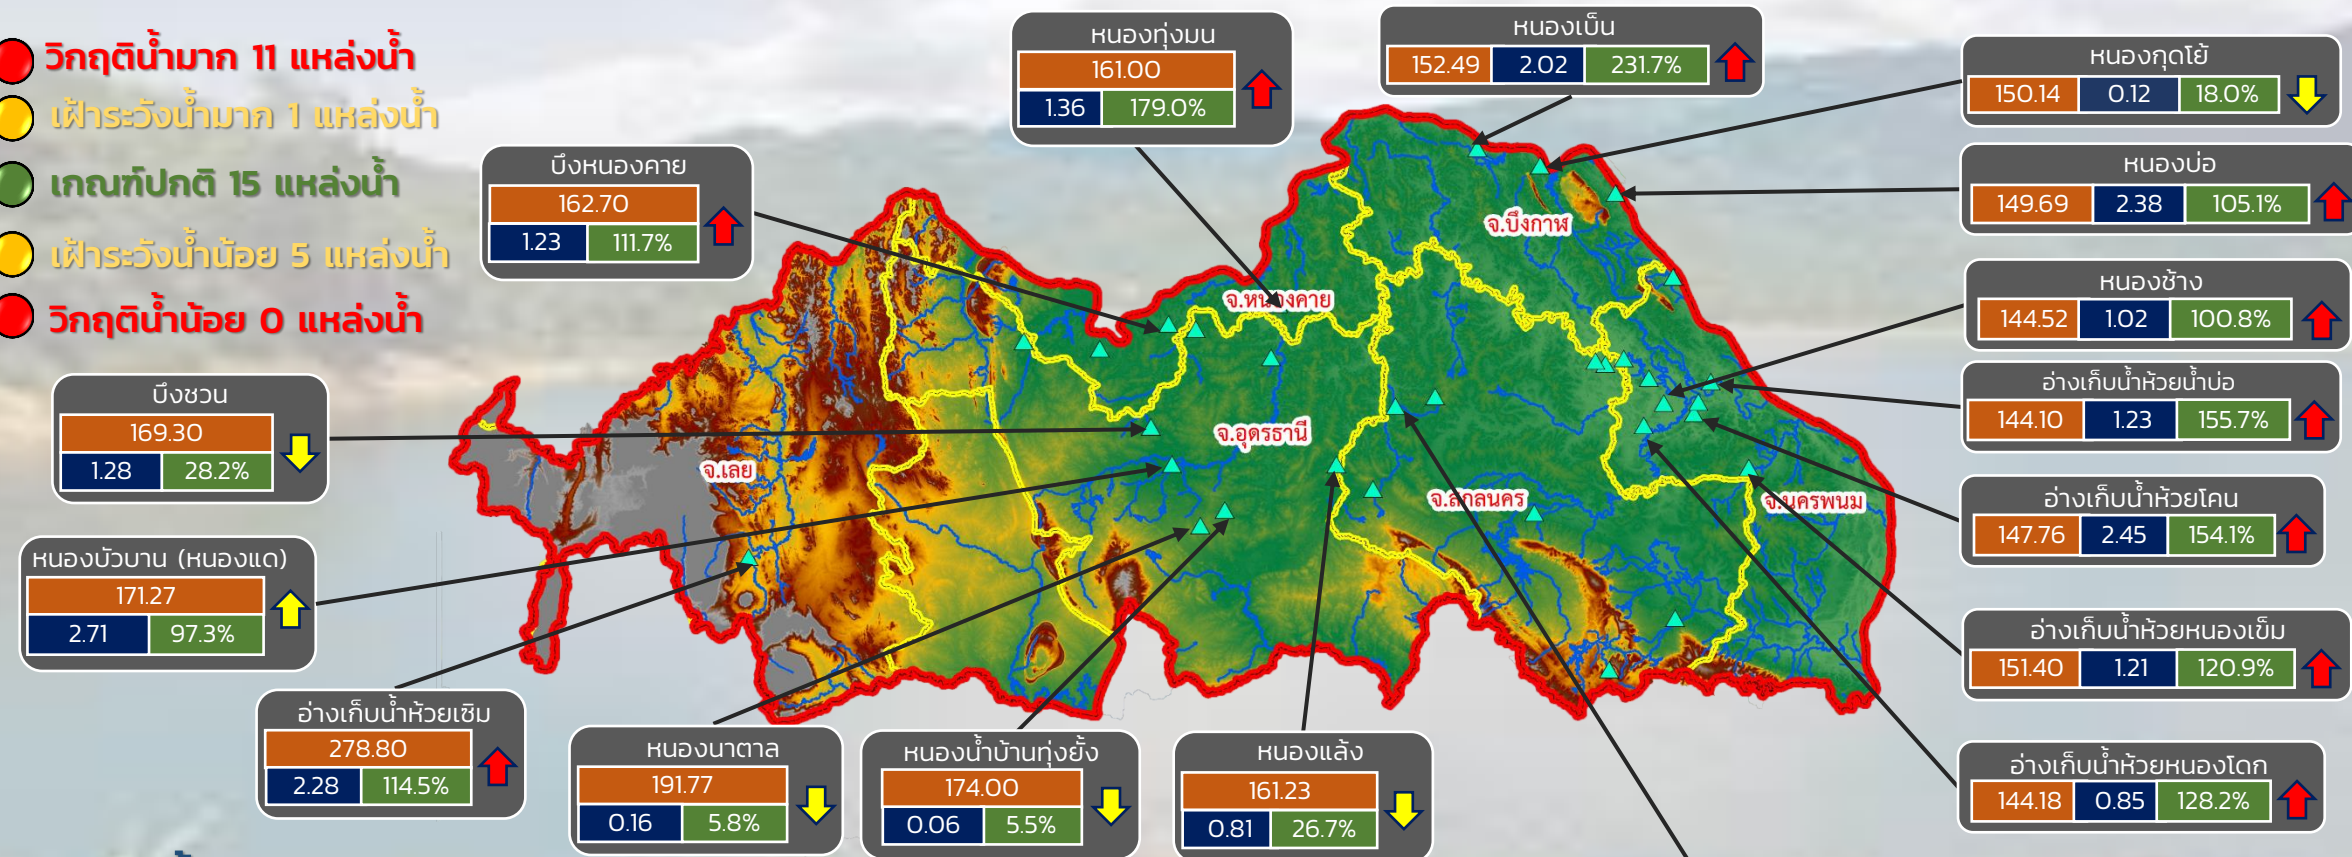 วิกฤติน้ำมาก 11 แหล่งน้ำ
เฝ้าระวังน้ำมาก 1 แหล่งน้ำ
เกณฑ์ปกติ 15 แหล่งน้ำ
เฝ้าระวังน้ำน้อย 5 แหล่งน้ำ
วิกฤติน้ำน้อย 0 แหล่งน้ำ
หนองทุ่งมน
161.00
1.36 179.0%
หนองเบ็น
152.49 2.02 231.7%
หนองกุดโย้
150.14 0.12 18.0%
บึงหนองคาย
162.70
1.23 111.7%
หนองบ่อ
149.69 2.38 105.1%
หนองช้าง
144.52 1.02 100.8%
อ่างเก็บน้ำห้วยน้ำบ่อ
144.10 1.23 155.7%
อ่างเก็บน้ำห้วยโคน
147.76 2.45 154.1%
อ่างเก็บน้ำห้วยหนองเข็ม
151.40 1.21 120.9%
อ่างเก็บน้ำห้วยหนองโดก
144.18 0.85 128.2%
บึงชวน
169.30
1.28 28.2%
หนองบัวบาน (หนองแด)
171.27
2.71 97.3%
อ่างเก็บน้ำห้วยเซิม
278.80
2.28 114.5%
หนองนาตาล
191.77
0.16 5.8%
หนองน้ำบ้านทุ่งยั้ง
174.00
0.06 5.5%
หนองแล้ง
161.23
0.81 26.7%
จ.บึงกาฬ
จ.หนองคาย
จ.อุดรธานี
จ.เลย
จ.สกลนคร
จ.นครพนม